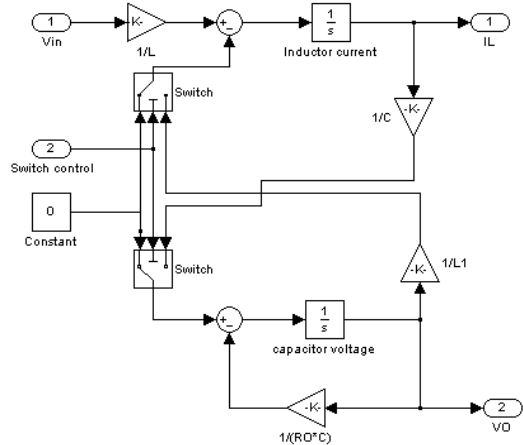 1
Vin
K-
1/L
+
-
1
s
Inductor current
1
IL
Switch
-K-
1/C
2
Switch control
0
Constant
Switch
-K-
1/L1
+
-
1
s
capacitor voltage
-K-
1/(RO*C)
2
VO